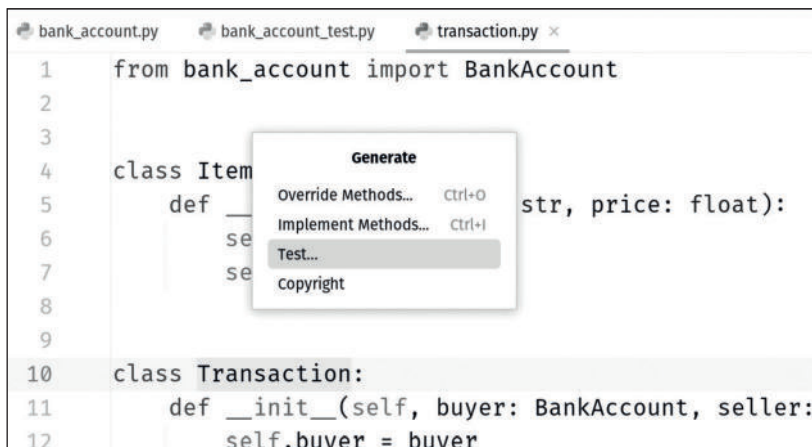 bank_account.py bank_account_test.py transaction.py ×
1 from bank_account import BankAccount
2
3
4 class Item
5 def __ str, price: float):
6 se
7 se
8
9
10 class Transaction:
11 def __init__(self, buyer: BankAccount, seller:
12 self.buyer = buyer
Generate
Override Methods... Ctrl+O
Implement Methods... Ctrl+I
Test...
Copyright